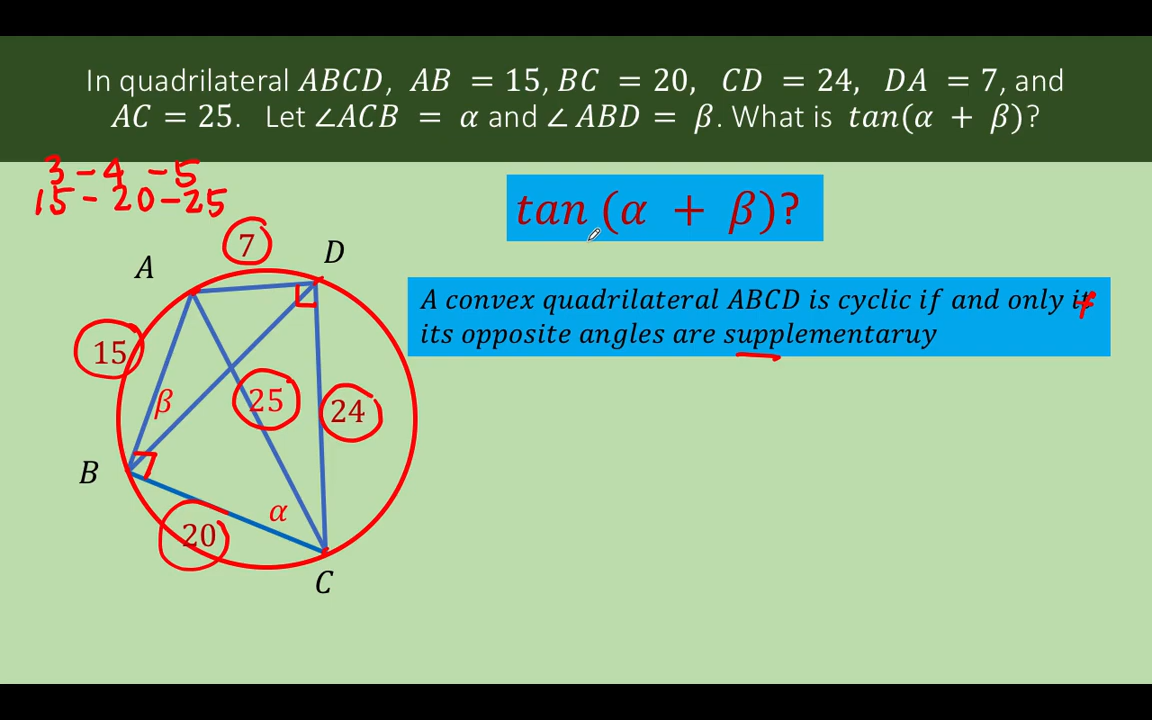 In quadrilateral ABCD, AB = 15, BC = 20, CD = 24, DA = 7, and
AC = 25. Let ∠ACB = α and ∠ ABD = β. What is tan(α + β)?
3 - 4 - 5
15 - 20 - 25
tan (α + β)?
7
D
A
A convex quadrilateral ABCD is cyclic if and only if
its opposite angles are supplementaruy
15
β
25
24
B
α
20
C